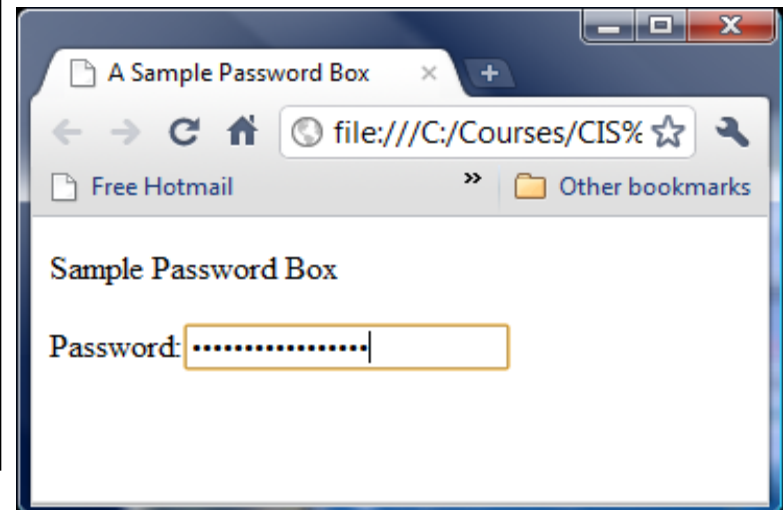 A Sample Password Box
file:///C:/Courses/CIS%
Free Hotmail » Other bookmarks
Sample Password Box
Password: •••••••••••••••••